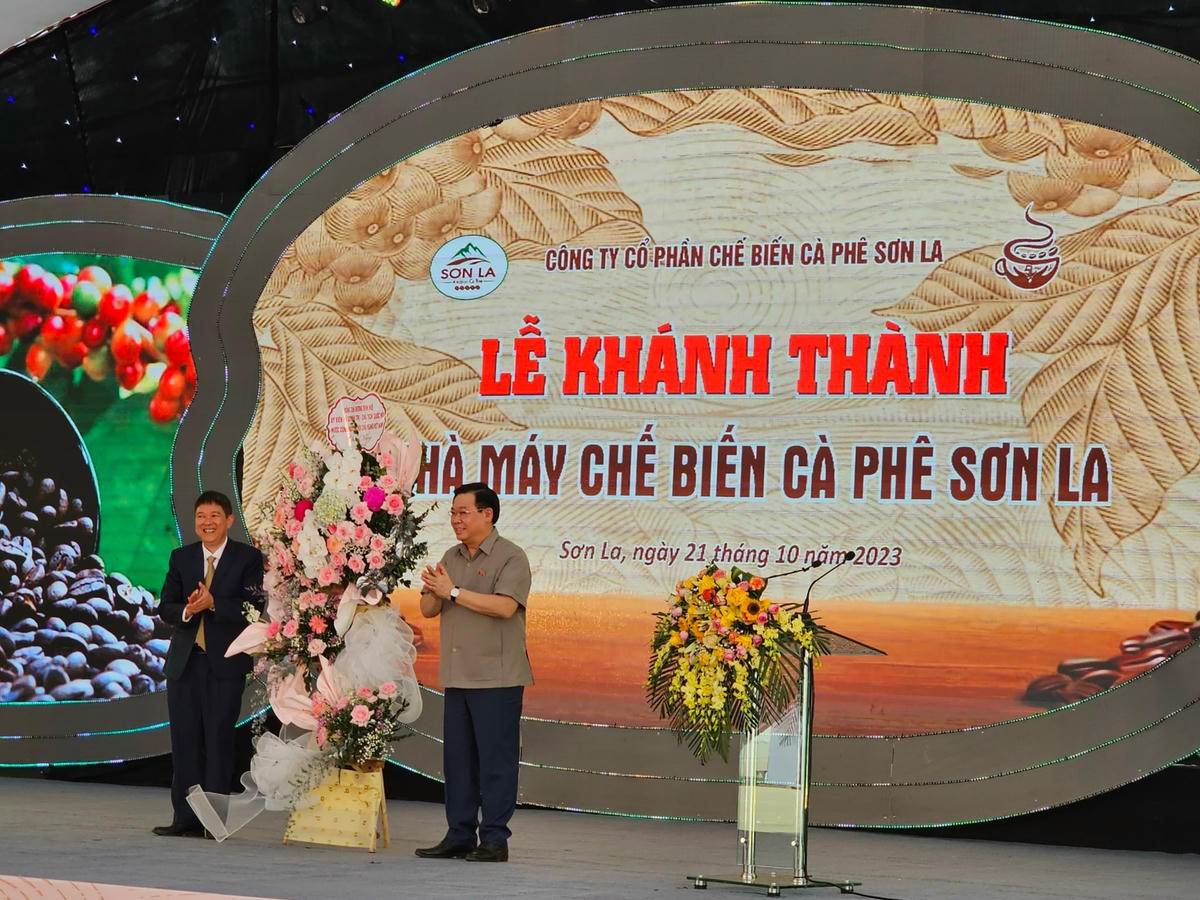 CÔNG TY CỔ PHẦN CHẾ BIẾN CÀ PHÊ SƠN LA
SƠN LA
LỄ KHÁNH THÀNH
HÀ MÁY CHẾ BIẾN CÀ PHÊ SƠN LA
Sơn La, ngày 21 tháng 10 năm 2023